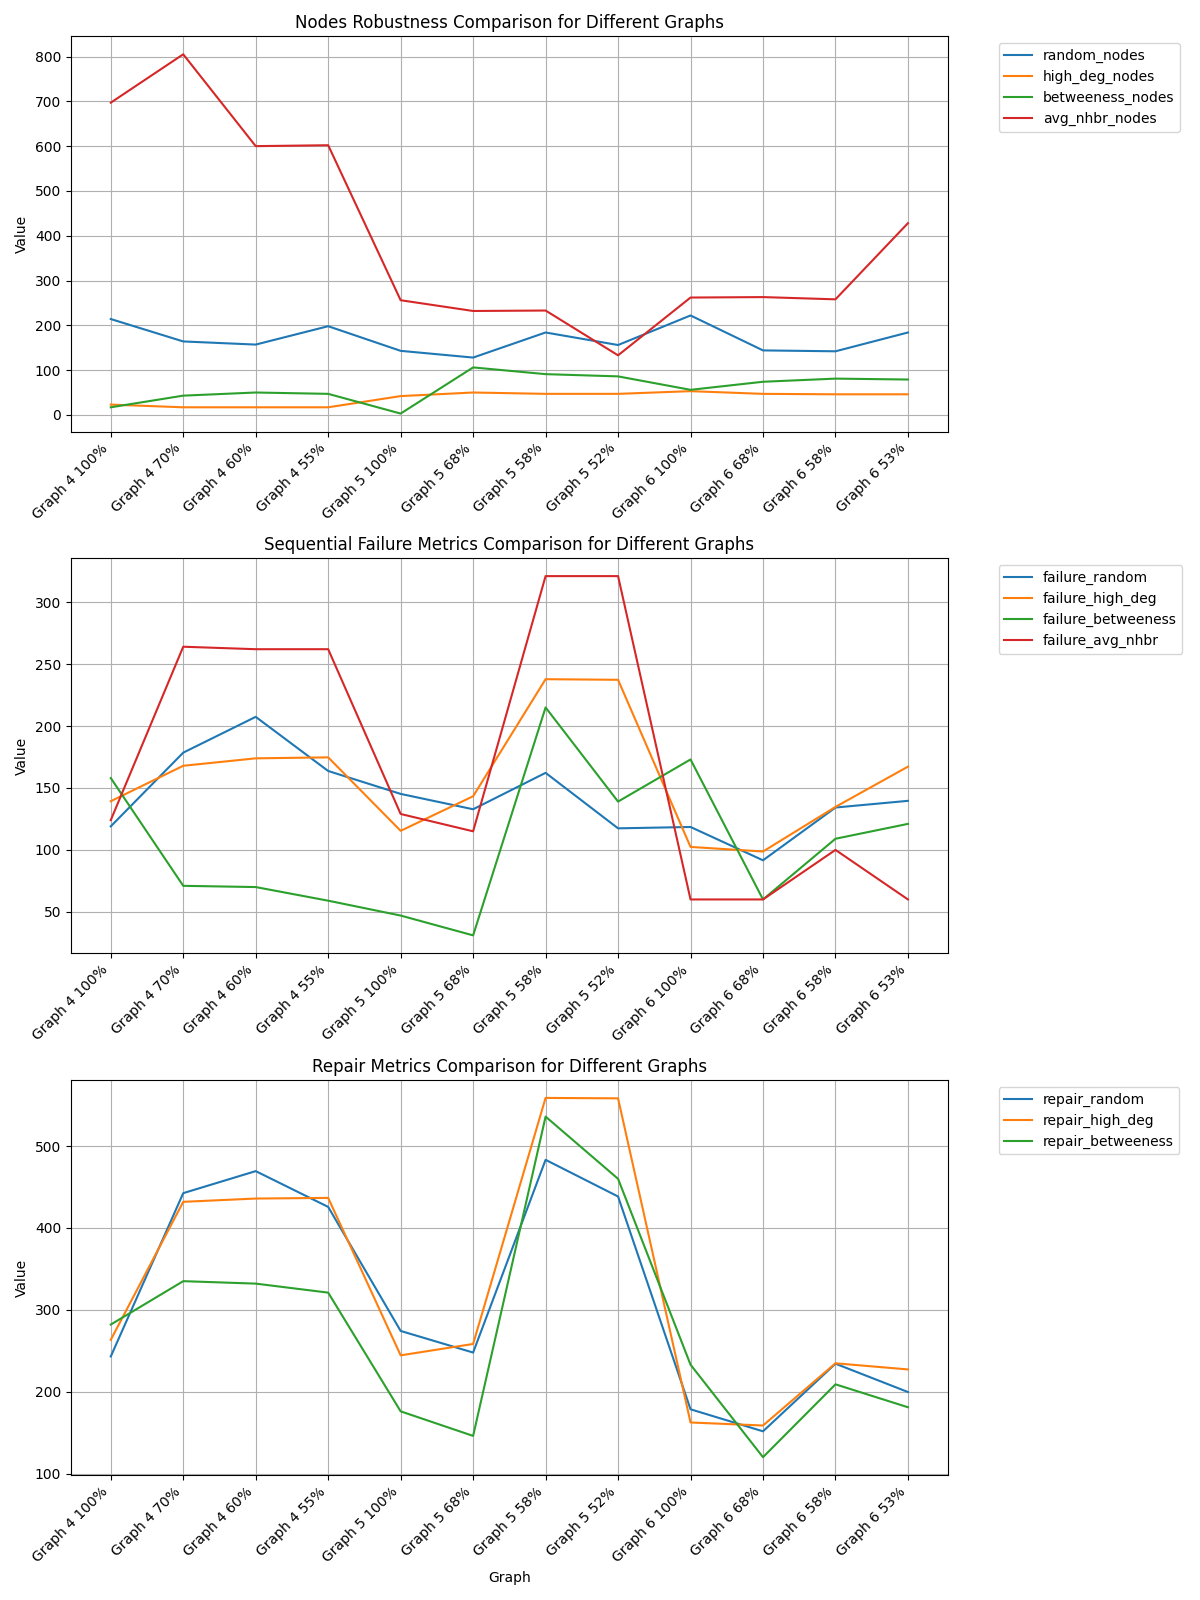 Nodes Robustness Comparison for Different Graphs
Value
800
700
600
500
400
300
200
100
0
Graph 4 100%
Graph 4 70%
Graph 4 60%
Graph 4 55%
Graph 5 100%
Graph 5 68%
Graph 5 58%
Graph 5 52%
Graph 6 100%
Graph 6 68%
Graph 6 58%
Graph 6 53%
random_nodes
high_deg_nodes
betweeness_nodes
avg_nhbr_nodes
Sequential Failure Metrics Comparison for Different Graphs
Value
300
250
200
150
100
50
Graph 4 100%
Graph 4 70%
Graph 4 60%
Graph 4 55%
Graph 5 100%
Graph 5 68%
Graph 5 58%
Graph 5 52%
Graph 6 100%
Graph 6 68%
Graph 6 58%
Graph 6 53%
failure_random
failure_high_deg
failure_betweeness
failure_avg_nhbr
Repair Metrics Comparison for Different Graphs
Value
500
400
300
200
100
Graph 4 100%
Graph 4 70%
Graph 4 60%
Graph 4 55%
Graph 5 100%
Graph 5 68%
Graph 5 58%
Graph 5 52%
Graph 6 100%
Graph 6 68%
Graph 6 58%
Graph 6 53%
Graph
repair_random
repair_high_deg
repair_betweeness